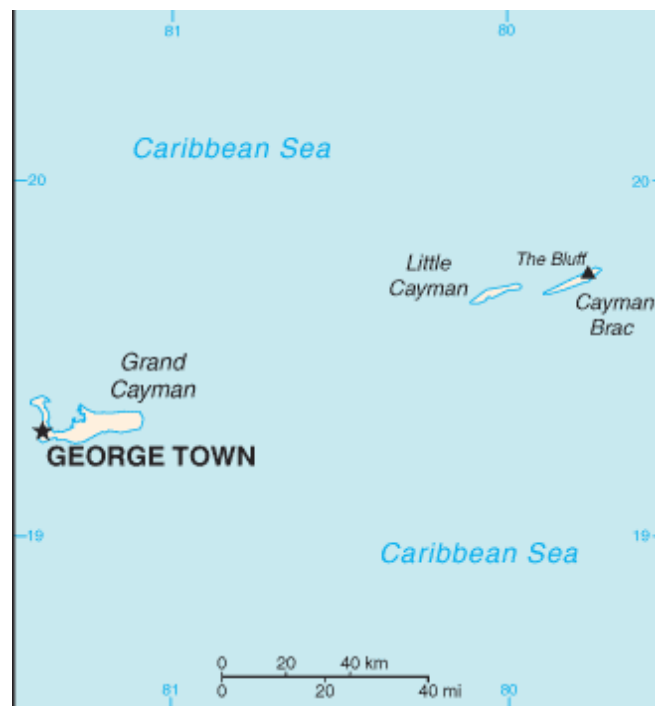 81 80
Caribbean Sea
20 20
The Bluff
Little
Cayman
Cayman
Brac
Grand
Cayman
GEORGE TOWN
19 19
Caribbean Sea
0 20 40 km
0 20 40 mi
81 80